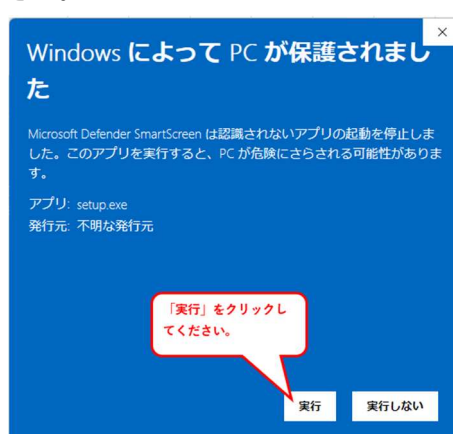 Windows によって PC が保護されまし
た
Microsoft Defender SmartScreen は認識されないアプリの起動を停止しま
した。このアプリを実行すると、PC が危険にさらされる可能性がありま
す。
アプリ: setup.exe
発行元: 不明な発行元
「実行」をクリックし
てください。
実行 実行しない